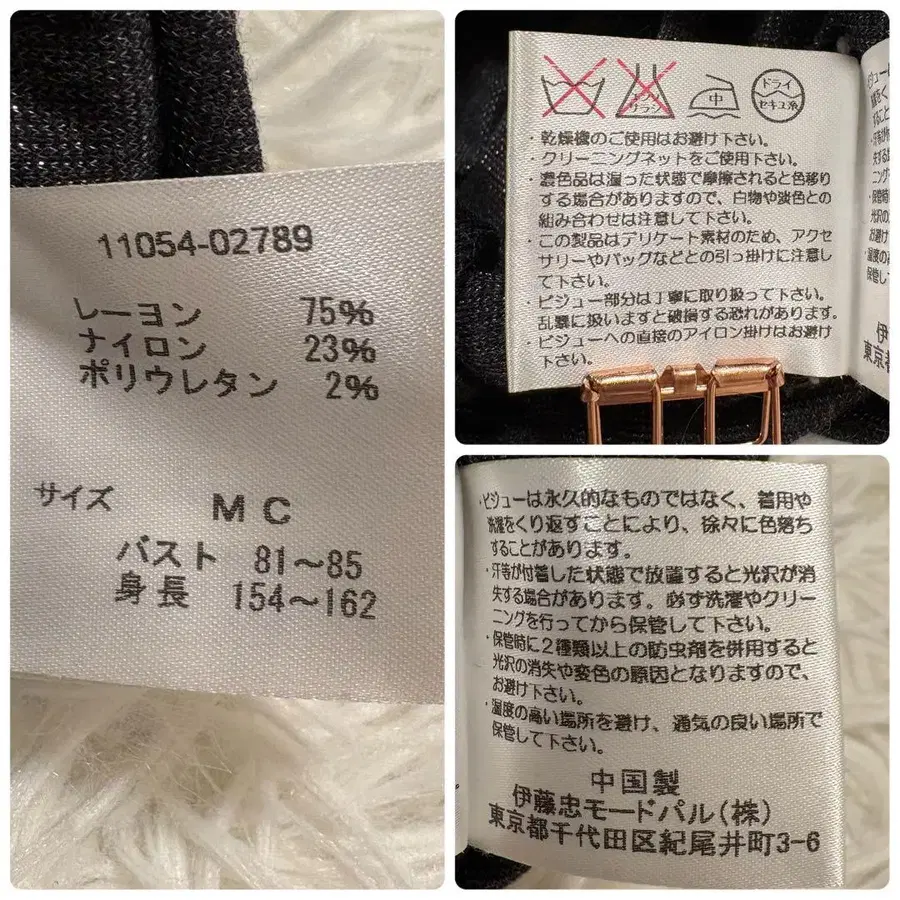 11054-02789
レーヨン 75%
ナイロン 23%
ポリウレタン 2%
サイズ MC
バスト 81~85
身長 154~162
中
ドライ
セキユ系
・乾燥機のご使用はお避け下さい。
・クリーニングネットをご使用下さい。
・濃色品は湿った状態で摩擦されると色移り
する場合がありますので、白物や淡色との
組み合わせは注意して下さい。
・この製品はデリケート素材のため、アクセ
サリーやバッグなどとの引っ掛けに注意し
て下さい。
・ビジュー部分は丁寧に取り扱って下さい。
乱暴に扱いますと破損する恐れがあります。
・ビジューへの直接のアイロン掛けはお避け
下さい。
・ビジューは永久的なものではなく、着用や
洗濯をくり返すことにより、徐々に色落ち
することがあります。
・汗等が付着した状態で放置すると光沢が消
失する場合があります。必ず洗濯やクリー
ニングを行ってから保管して下さい。
・保管時に2種類以上の防虫剤を併用すると
光沢の消失や変色の原因となりますので、
お避け下さい。
・温度の高い場所を避け、通気の良い場所で
保管して下さい。
中国製
伊藤忠モードパル(株)
東京都千代田区紀尾井町3-6